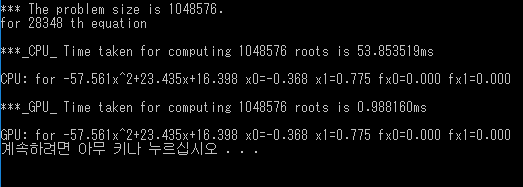 *** The problem size is 1048576.
for 28348 th equation
***_CPU_ Time taken for computing 1048576 roots is 53.853519ms
CPU: for -57.561x^2+23.435x+16.398 x0=-0.368 x1=0.775 fx0=0.000 fx1=0.000
***_GPU_ Time taken for computing 1048576 roots is 0.988160ms
GPU: for -57.561x^2+23.435x+16.398 x0=-0.368 x1=0.775 fx0=0.000 fx1=0.000
계속하려면 아무 키나 누르십시오 . . .